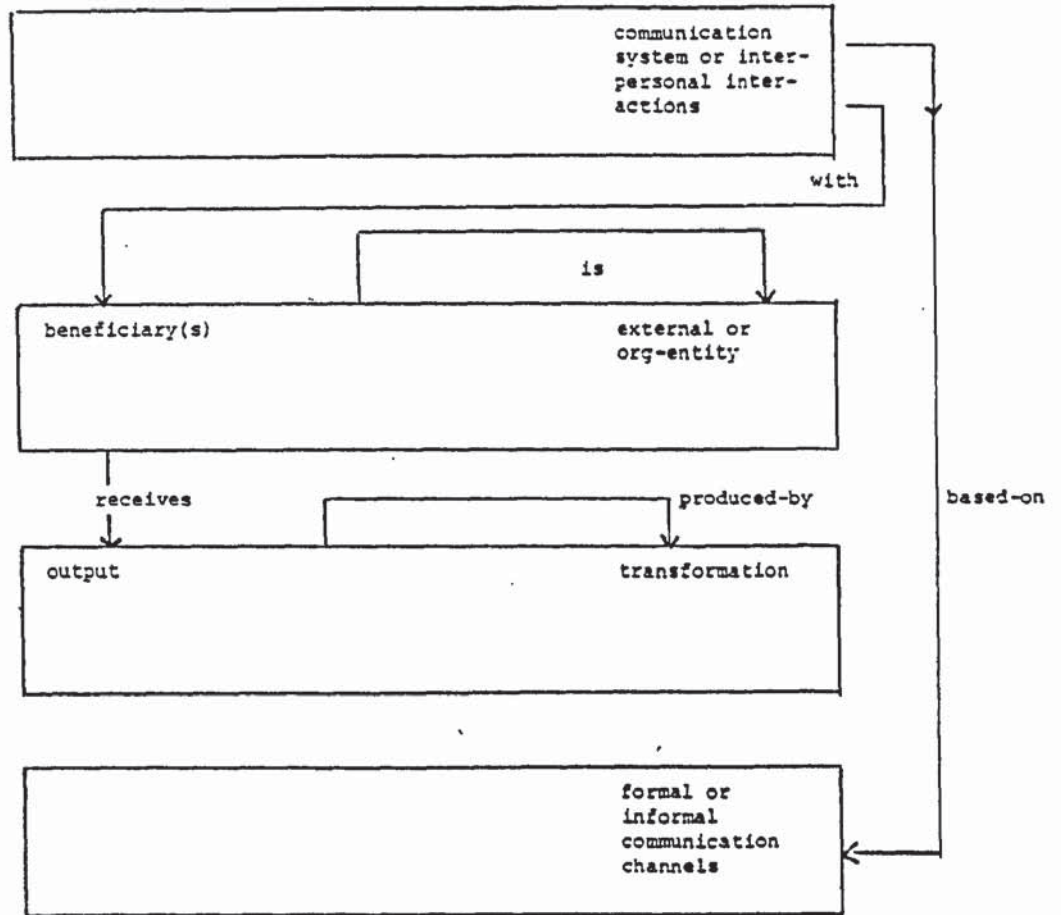 communication
system or inter-
personal inter-
actions
with
is
beneficiary(s)
external or
org-entity
receives
produced-by
based-on
output
transformation
formal or
informal
communication
channels